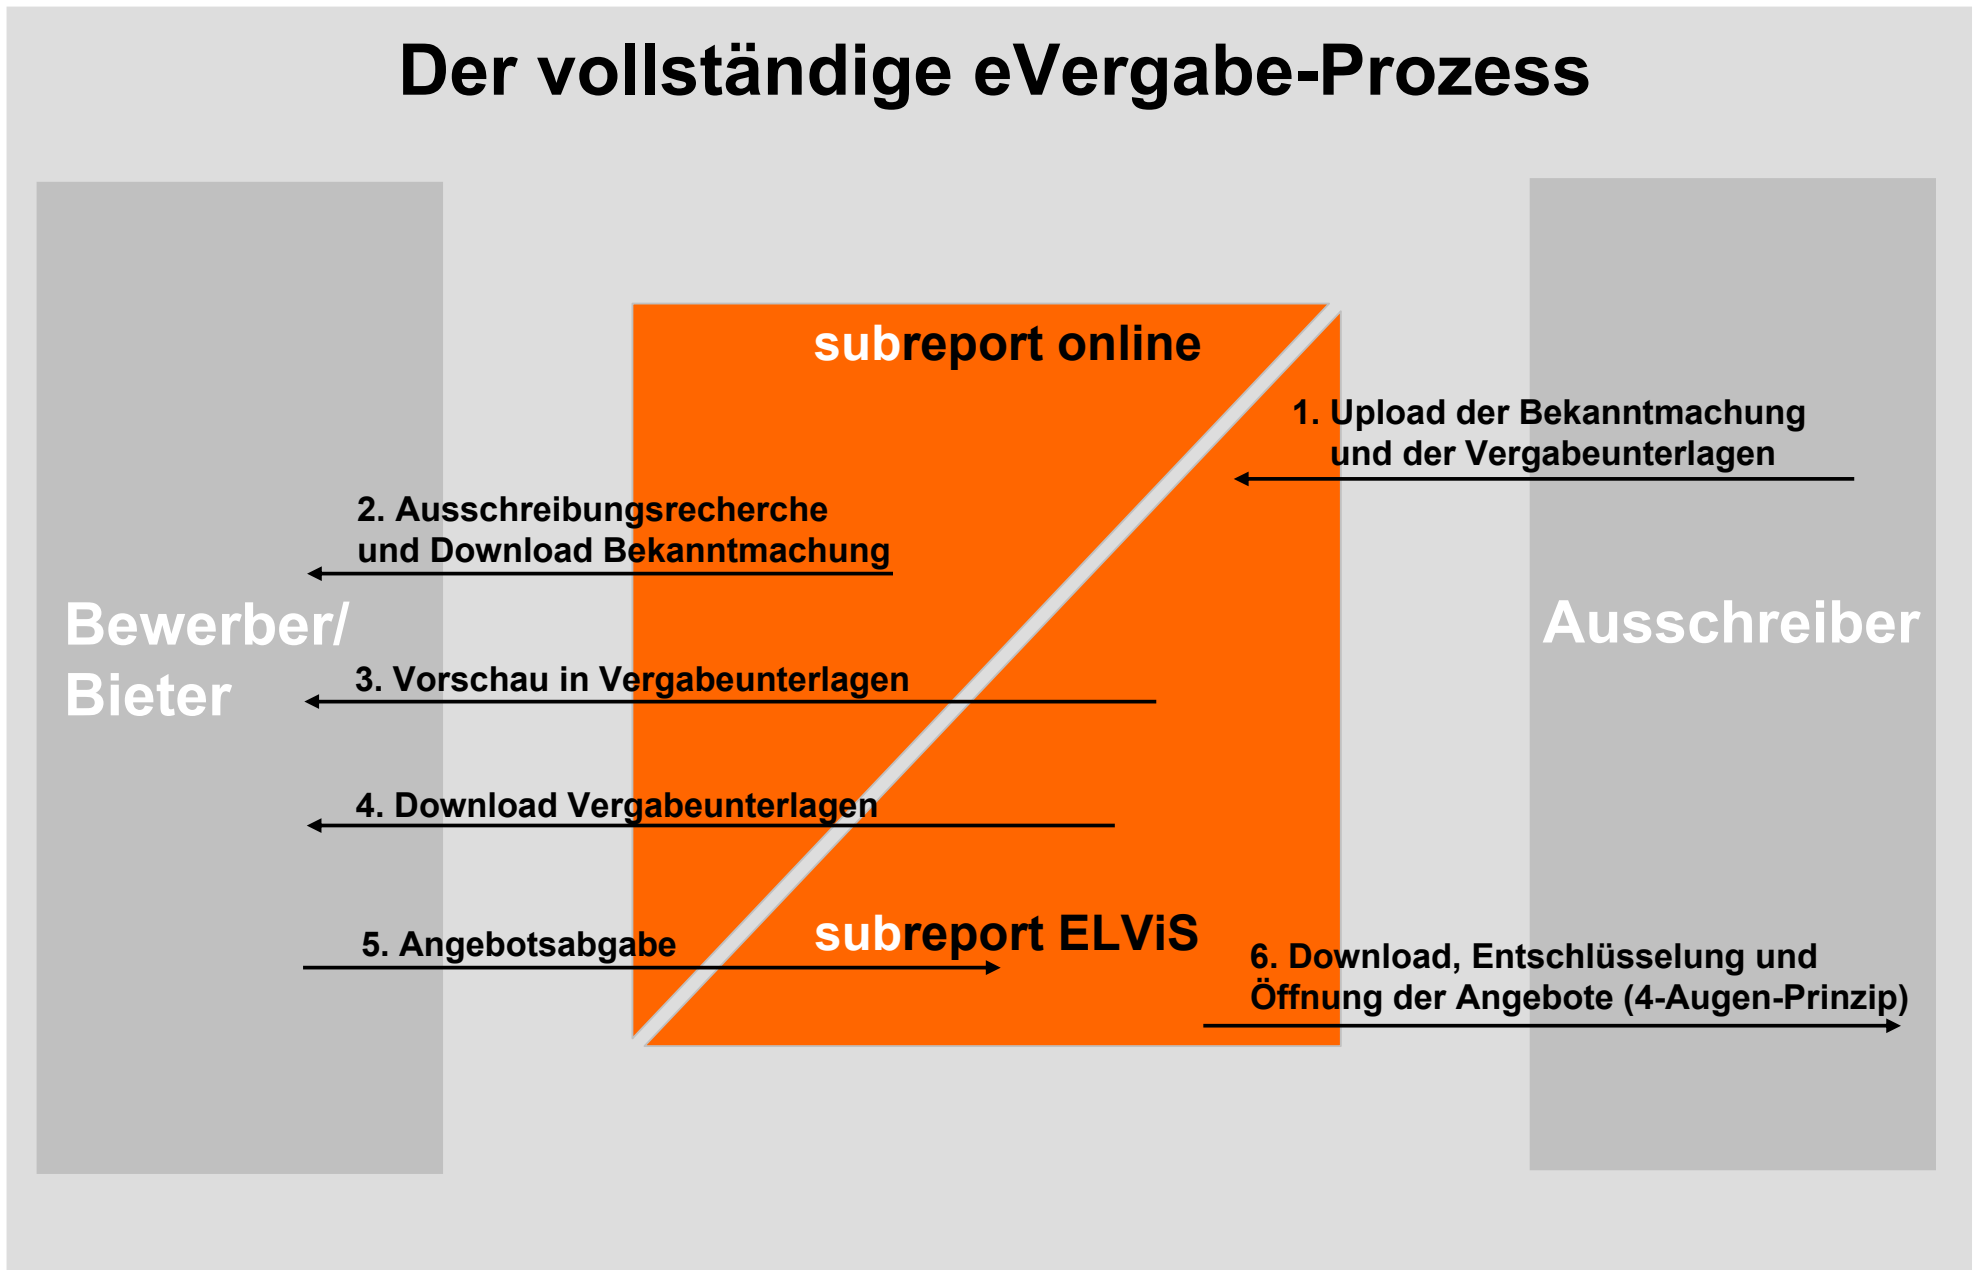 Der vollständige eVergabe-Prozess
subreport online
1. Upload der Bekanntmachung
und der Vergabeunterlagen
2. Ausschreibungsrecherche
und Download Bekanntmachung
Bewerber/
Bieter
Ausschreiber
3. Vorschau in Vergabeunterlagen
4. Download Vergabeunterlagen
5. Angebotsabgabe
subreport ELViS
6. Download, Entschlüsselung und
Öffnung der Angebote (4-Augen-Prinzip)